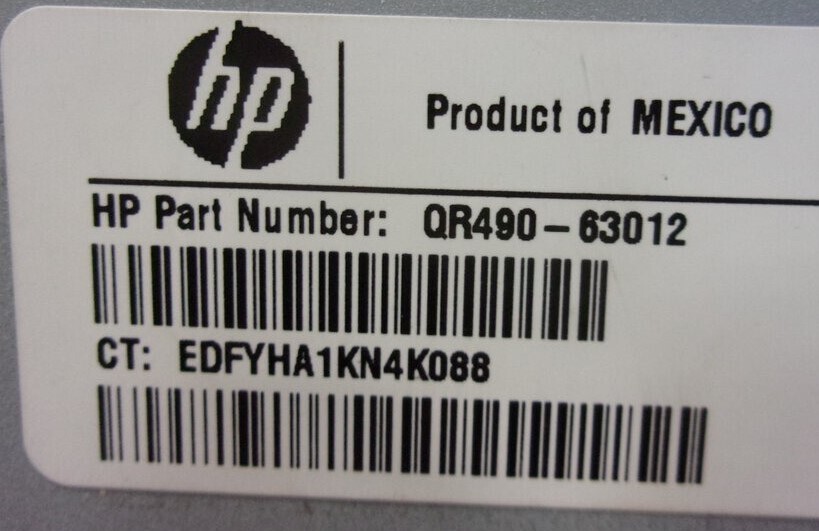 hp
Product of MEXICO
HP Part Number: QR490-63012
CT: EDFYHA1KN4K088